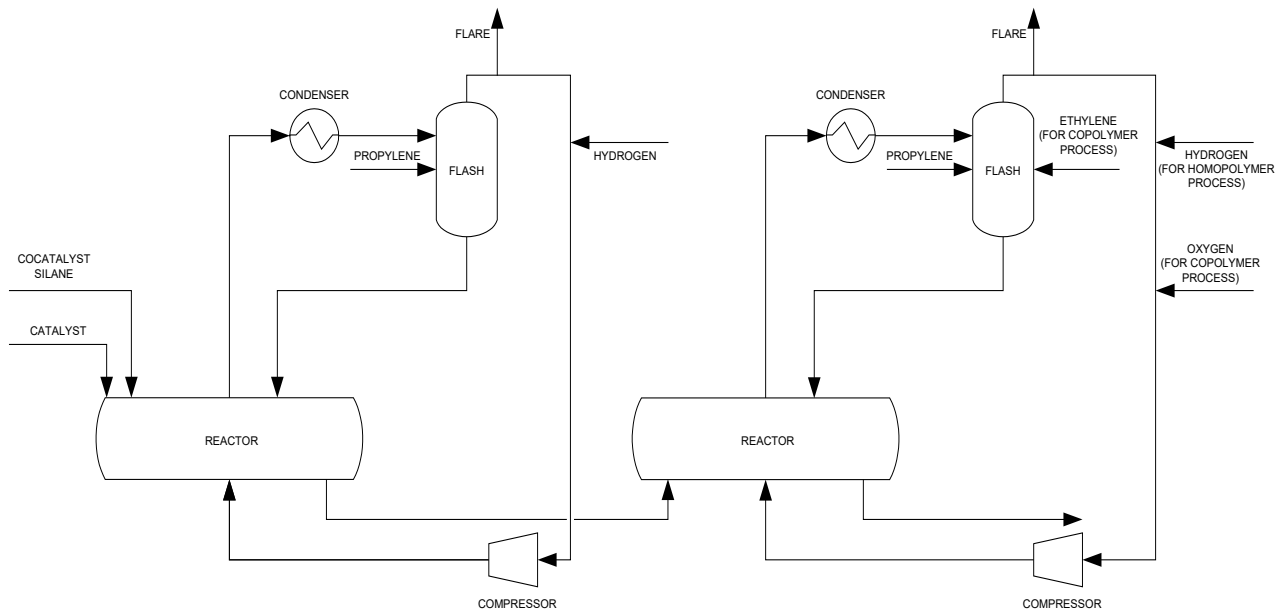 FLARE
FLARE
CONDENSER
CONDENSER
ETHYLENE
(FOR COPOLYMER
PROCESS)
PROPYLENE
HYDROGEN
PROPYLENE
HYDROGEN
(FOR HOMOPOLYMER
PROCESS)
FLASH
FLASH
COCATALYST
SILANE
OXYGEN
(FOR COPOLYMER
PROCESS)
CATALYST
REACTOR
REACTOR
COMPRESSOR
COMPRESSOR